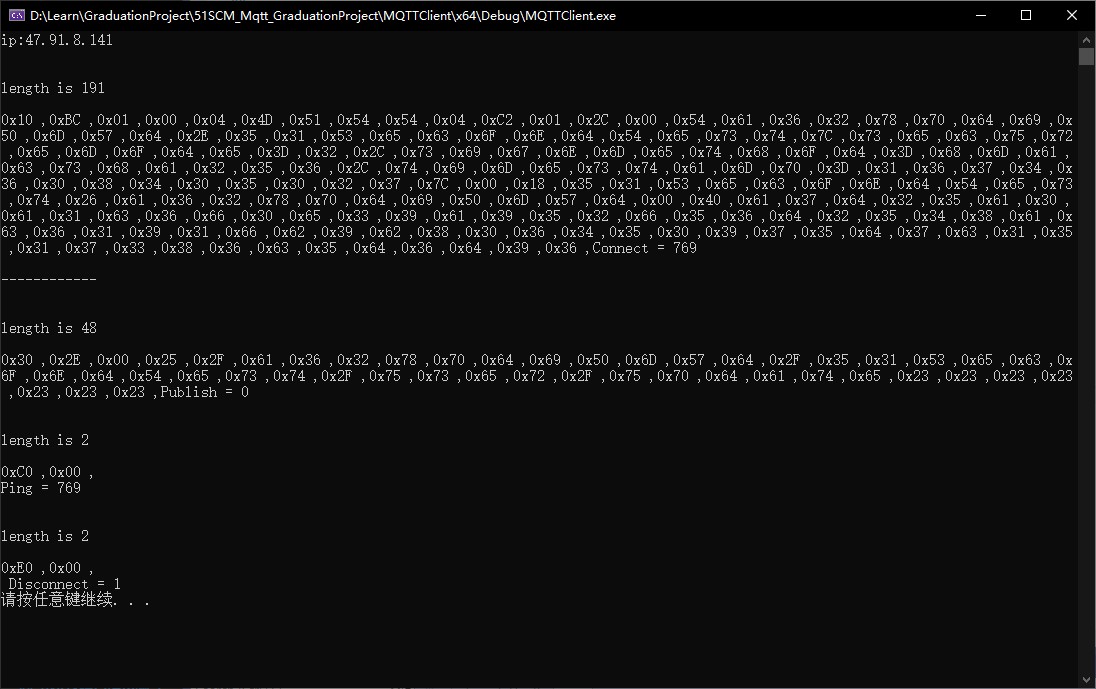 D:\Learn\GraduationProject\51SCM_Mqtt_GraduationProject\MQTTClient\x64\Debug\MQTTClient.exe
ip:47.91.8.141
length is 191
0x10 ,0xBC ,0x01 ,0x00 ,0x04 ,0x4D ,0x51 ,0x54 ,0x54 ,0x04 ,0xC2 ,0x01 ,0x2C ,0x00 ,0x54 ,0x61 ,0x36 ,0x32 ,0x78 ,0x70 ,0x64 ,0x69 ,0x
50 ,0x6D ,0x57 ,0x64 ,0x2E ,0x35 ,0x31 ,0x53 ,0x65 ,0x63 ,0x6F ,0x6E ,0x64 ,0x54 ,0x65 ,0x73 ,0x74 ,0x7C ,0x73 ,0x65 ,0x63 ,0x75 ,0x72
,0x65 ,0x6D ,0x6F ,0x64 ,0x65 ,0x3D ,0x32 ,0x2C ,0x73 ,0x69 ,0x67 ,0x6E ,0x6D ,0x65 ,0x74 ,0x68 ,0x6F ,0x64 ,0x3D ,0x68 ,0x6D ,0x61 ,
0x63 ,0x73 ,0x68 ,0x61 ,0x32 ,0x35 ,0x36 ,0x2C ,0x74 ,0x69 ,0x6D ,0x65 ,0x73 ,0x74 ,0x61 ,0x6D ,0x70 ,0x3D ,0x31 ,0x36 ,0x37 ,0x34 ,0x
36 ,0x30 ,0x38 ,0x34 ,0x30 ,0x35 ,0x30 ,0x32 ,0x37 ,0x7C ,0x00 ,0x18 ,0x35 ,0x31 ,0x53 ,0x65 ,0x63 ,0x6F ,0x6E ,0x64 ,0x54 ,0x65 ,0x73
,0x74 ,0x26 ,0x61 ,0x36 ,0x32 ,0x78 ,0x70 ,0x64 ,0x69 ,0x50 ,0x6D ,0x57 ,0x64 ,0x00 ,0x40 ,0x61 ,0x37 ,0x64 ,0x32 ,0x35 ,0x61 ,0x30 ,
0x61 ,0x31 ,0x63 ,0x36 ,0x66 ,0x30 ,0x65 ,0x33 ,0x39 ,0x61 ,0x39 ,0x35 ,0x32 ,0x66 ,0x35 ,0x36 ,0x64 ,0x32 ,0x35 ,0x34 ,0x38 ,0x61 ,0x
63 ,0x36 ,0x31 ,0x39 ,0x31 ,0x66 ,0x62 ,0x39 ,0x62 ,0x38 ,0x30 ,0x36 ,0x34 ,0x35 ,0x30 ,0x39 ,0x37 ,0x35 ,0x64 ,0x37 ,0x63 ,0x31 ,0x35
,0x31 ,0x37 ,0x33 ,0x38 ,0x36 ,0x63 ,0x35 ,0x64 ,0x36 ,0x64 ,0x39 ,0x36 ,Connect = 769
------------
length is 48
0x30 ,0x2E ,0x00 ,0x25 ,0x2F ,0x61 ,0x36 ,0x32 ,0x78 ,0x70 ,0x64 ,0x69 ,0x50 ,0x6D ,0x57 ,0x64 ,0x2F ,0x35 ,0x31 ,0x53 ,0x65 ,0x63 ,0x
6F ,0x6E ,0x64 ,0x54 ,0x65 ,0x73 ,0x74 ,0x2F ,0x75 ,0x73 ,0x65 ,0x72 ,0x2F ,0x75 ,0x70 ,0x64 ,0x61 ,0x74 ,0x65 ,0x23 ,0x23 ,0x23 ,0x23
,0x23 ,0x23 ,0x23 ,Publish = 0
length is 2
0xC0 ,0x00 ,
Ping = 769
length is 2
0xE0 ,0x00 ,
Disconnect = 1
请按任意键继续. . .